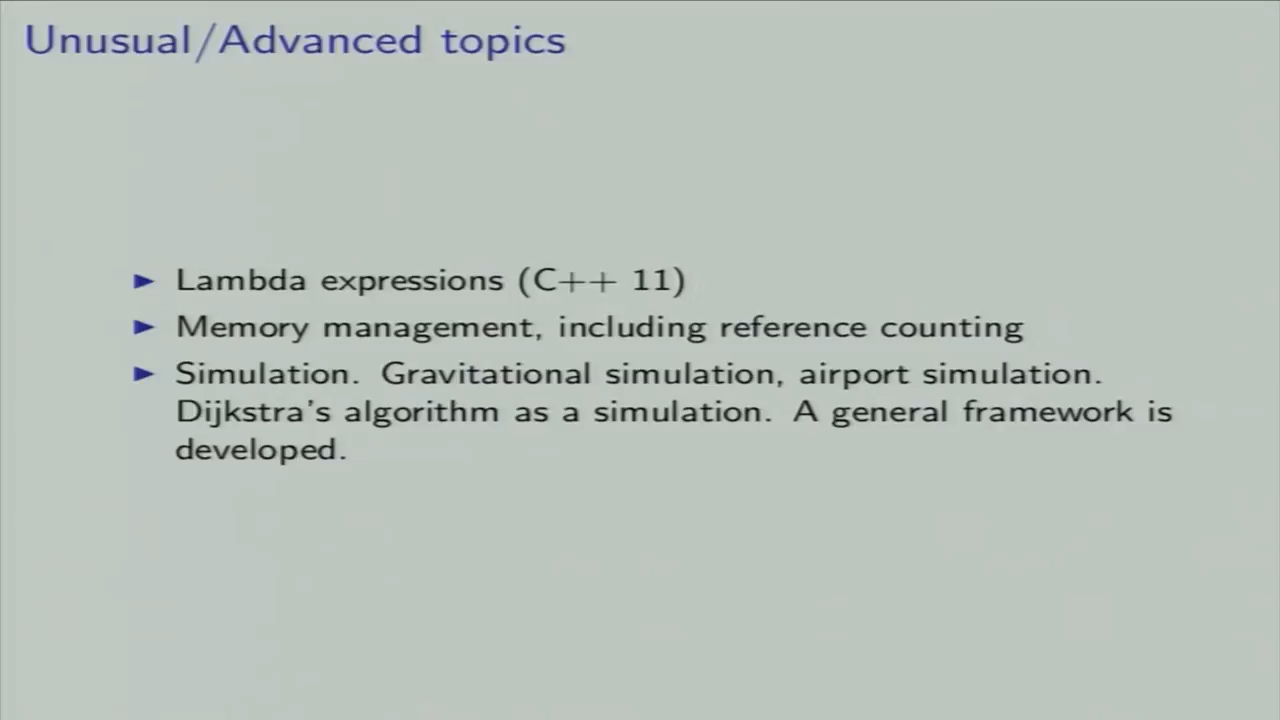 Unusual/Advanced topics
▶ Lambda expressions (C++ 11)
▶ Memory management, including reference counting
▶ Simulation. Gravitational simulation, airport simulation.
Dijkstra's algorithm as a simulation. A general framework is
developed.